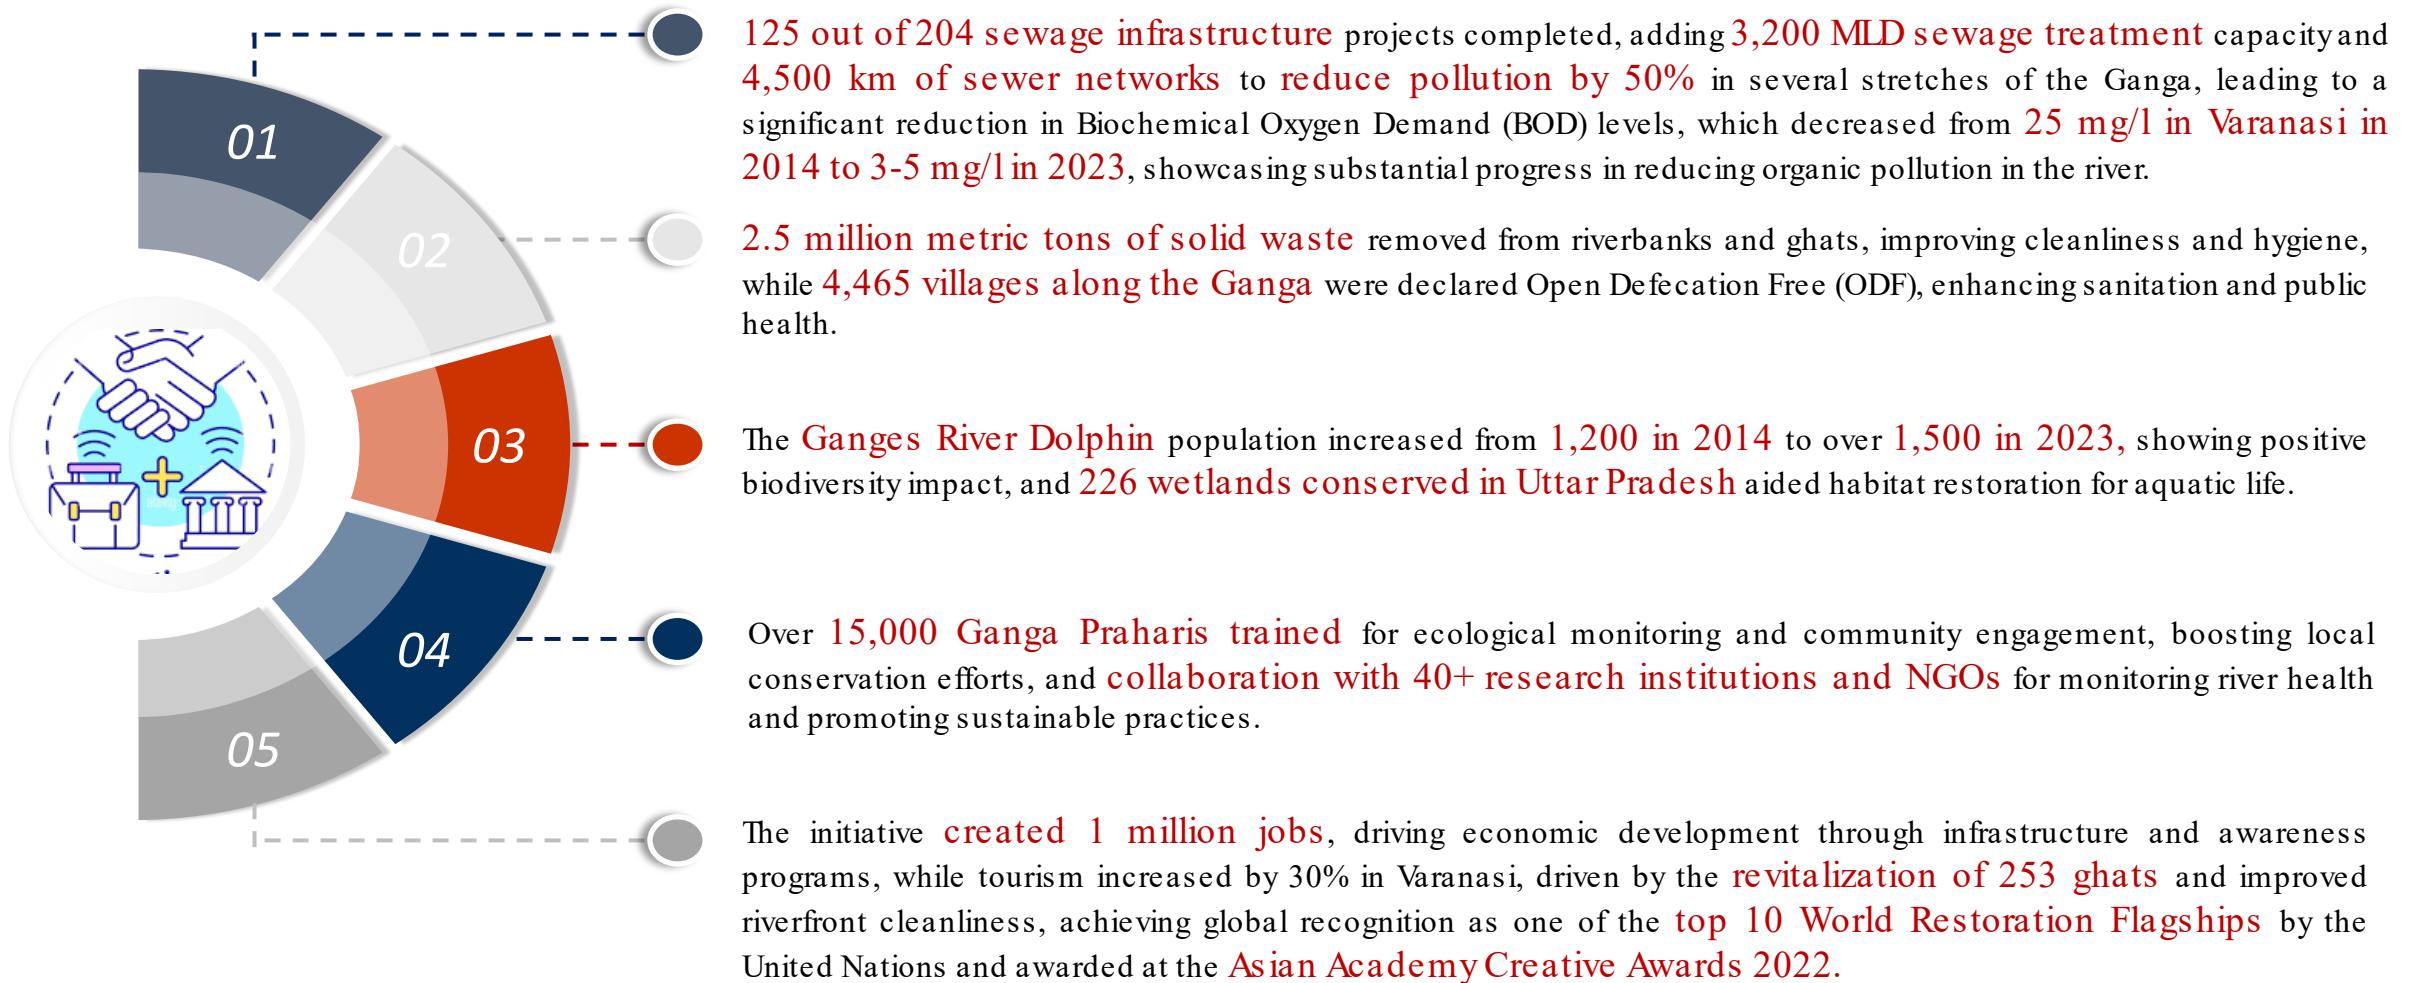 01
125 out of 204 sewage infrastructure projects completed, adding 3,200 MLD sewage treatment capacity and
4,500 km of sewer networks to reduce pollution by 50% in several stretches of the Ganga, leading to a
significant reduction in Biochemical Oxygen Demand (BOD) levels, which decreased from 25 mg/l in Varanasi in
2014 to 3-5 mg/l in 2023, showcasing substantial progress in reducing organic pollution in the river.
02
2.5 million metric tons of solid waste removed from riverbanks and ghats, improving cleanliness and hygiene,
while 4,465 villages along the Ganga were declared Open Defecation Free (ODF), enhancing sanitation and public
health.
03
The Ganges River Dolphin population increased from 1,200 in 2014 to over 1,500 in 2023, showing positive
biodiversity impact, and 226 wetlands conserved in Uttar Pradesh aided habitat restoration for aquatic life.
04
Over 15,000 Ganga Praharis trained for ecological monitoring and community engagement, boosting local
conservation efforts, and collaboration with 40+ research institutions and NGOs for monitoring river health
and promoting sustainable practices.
05
The initiative created 1 million jobs, driving economic development through infrastructure and awareness
programs, while tourism increased by 30% in Varanasi, driven by the revitalization of 253 ghats and improved
riverfront cleanliness, achieving global recognition as one of the top 10 World Restoration Flagships by the
United Nations and awarded at the Asian Academy Creative Awards 2022.